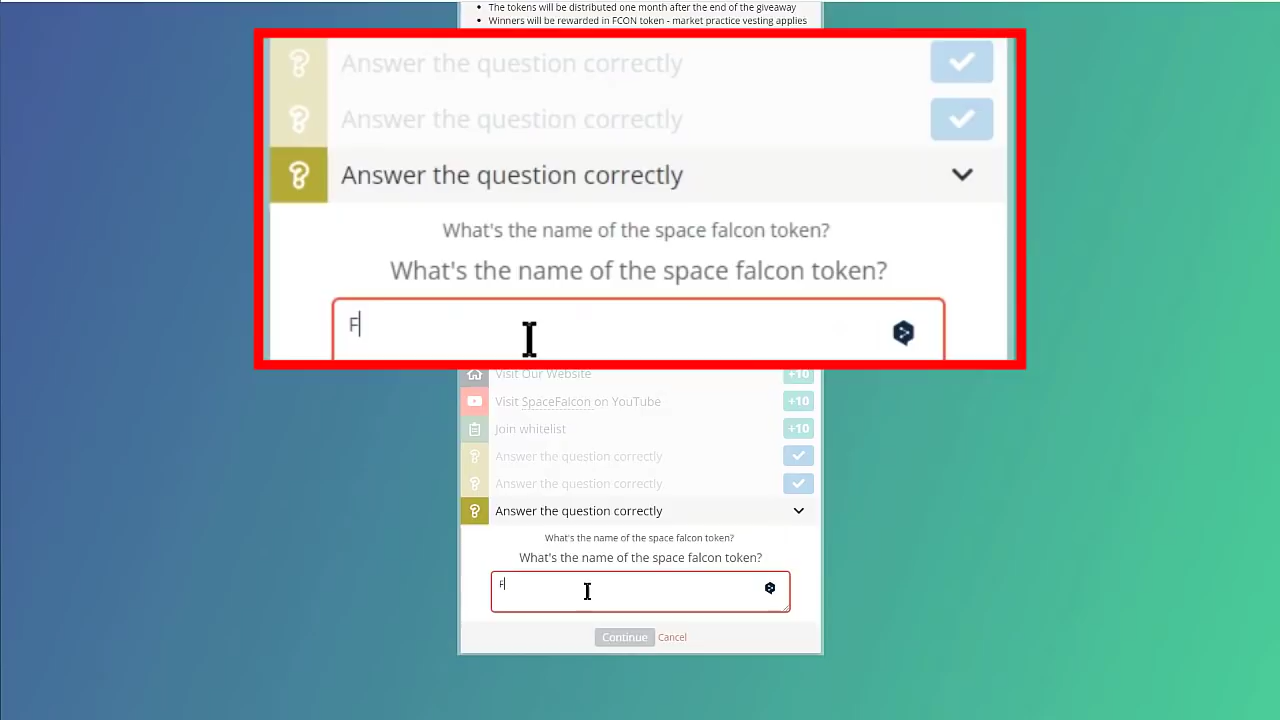 The tokens will be distributed one month after the end of the giveaway
Winners will be rewarded in FCON token - market practice vesting applies
Answer the question correctly
Answer the question correctly
Answer the question correctly
What's the name of the space falcon token?
What's the name of the space falcon token?
F
Visit Our Website +10
Visit SpaceFalcon on YouTube +10
Join whitelist +10
Answer the question correctly
Answer the question correctly
Answer the question correctly
What's the name of the space falcon token?
What's the name of the space falcon token?
F
Continue Cancel